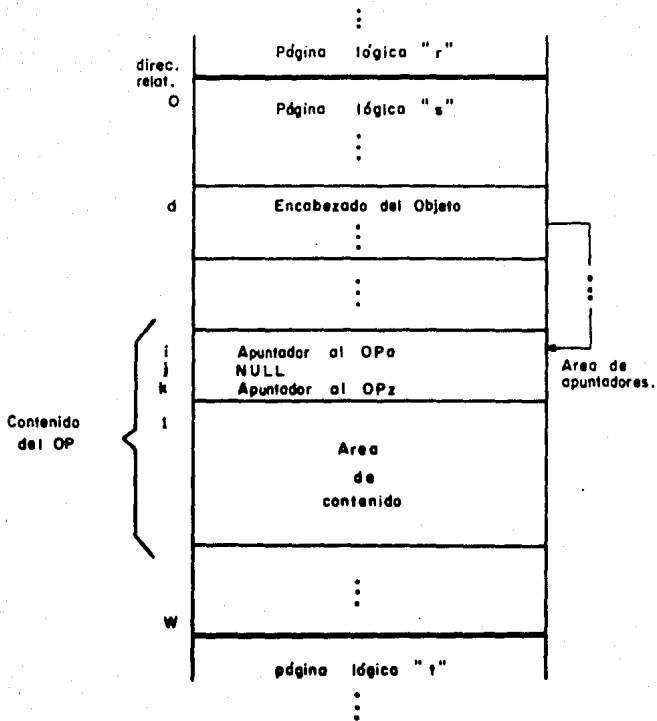 Página lógica "r"
direc.
relat.
O
Página lógica "s"
d
Encabezado del Objeto
i
Apuntador al OPa
j
NULL
k
Apuntador al OPz
Area de
apuntadores.
Contenido
del OP
l
Area
de
contenido
W
página lógica "t"